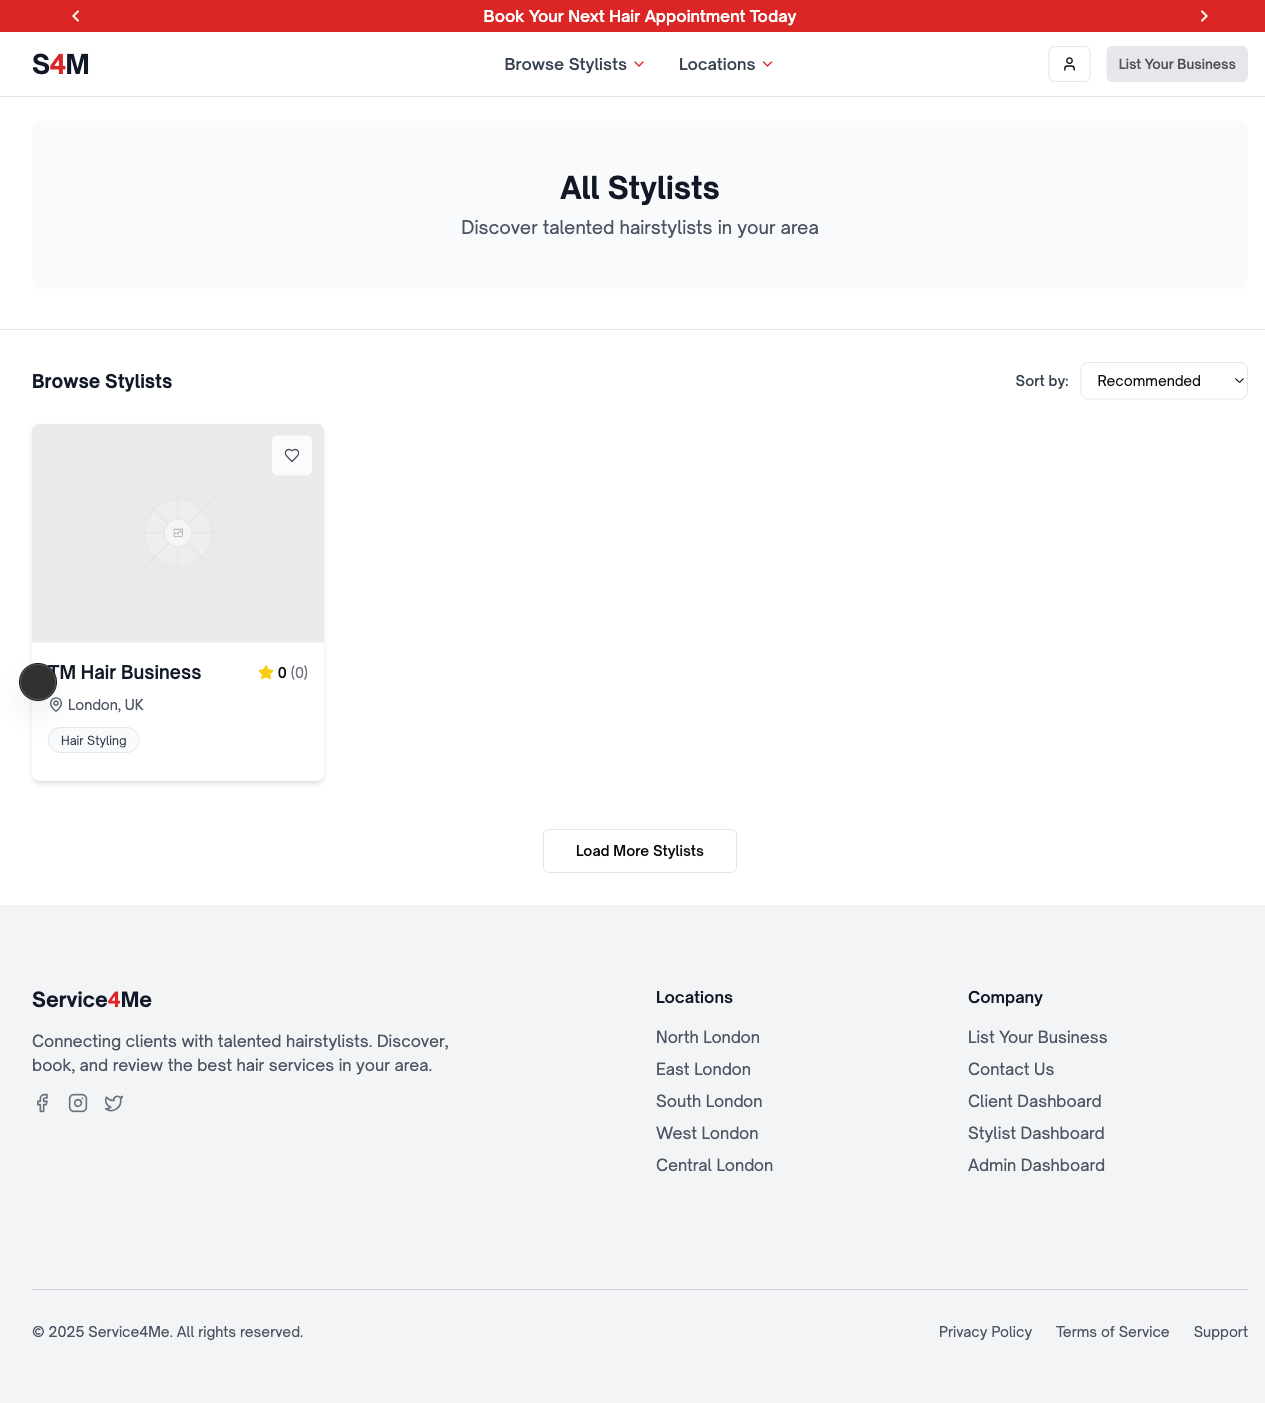 Book Your Next Hair Appointment Today
S4M
Browse Stylists
Locations
List Your Business
All Stylists
Discover talented hairstylists in your area
Browse Stylists
Sort by:
Recommended
TM Hair Business
0 (0)
London, UK
Hair Styling
Load More Stylists
Service4Me
Connecting clients with talented hairstylists. Discover,
book, and review the best hair services in your area.
Locations
North London
East London
South London
West London
Central London
Company
List Your Business
Contact Us
Client Dashboard
Stylist Dashboard
Admin Dashboard
© 2025 Service4Me. All rights reserved.
Privacy Policy
Terms of Service
Support